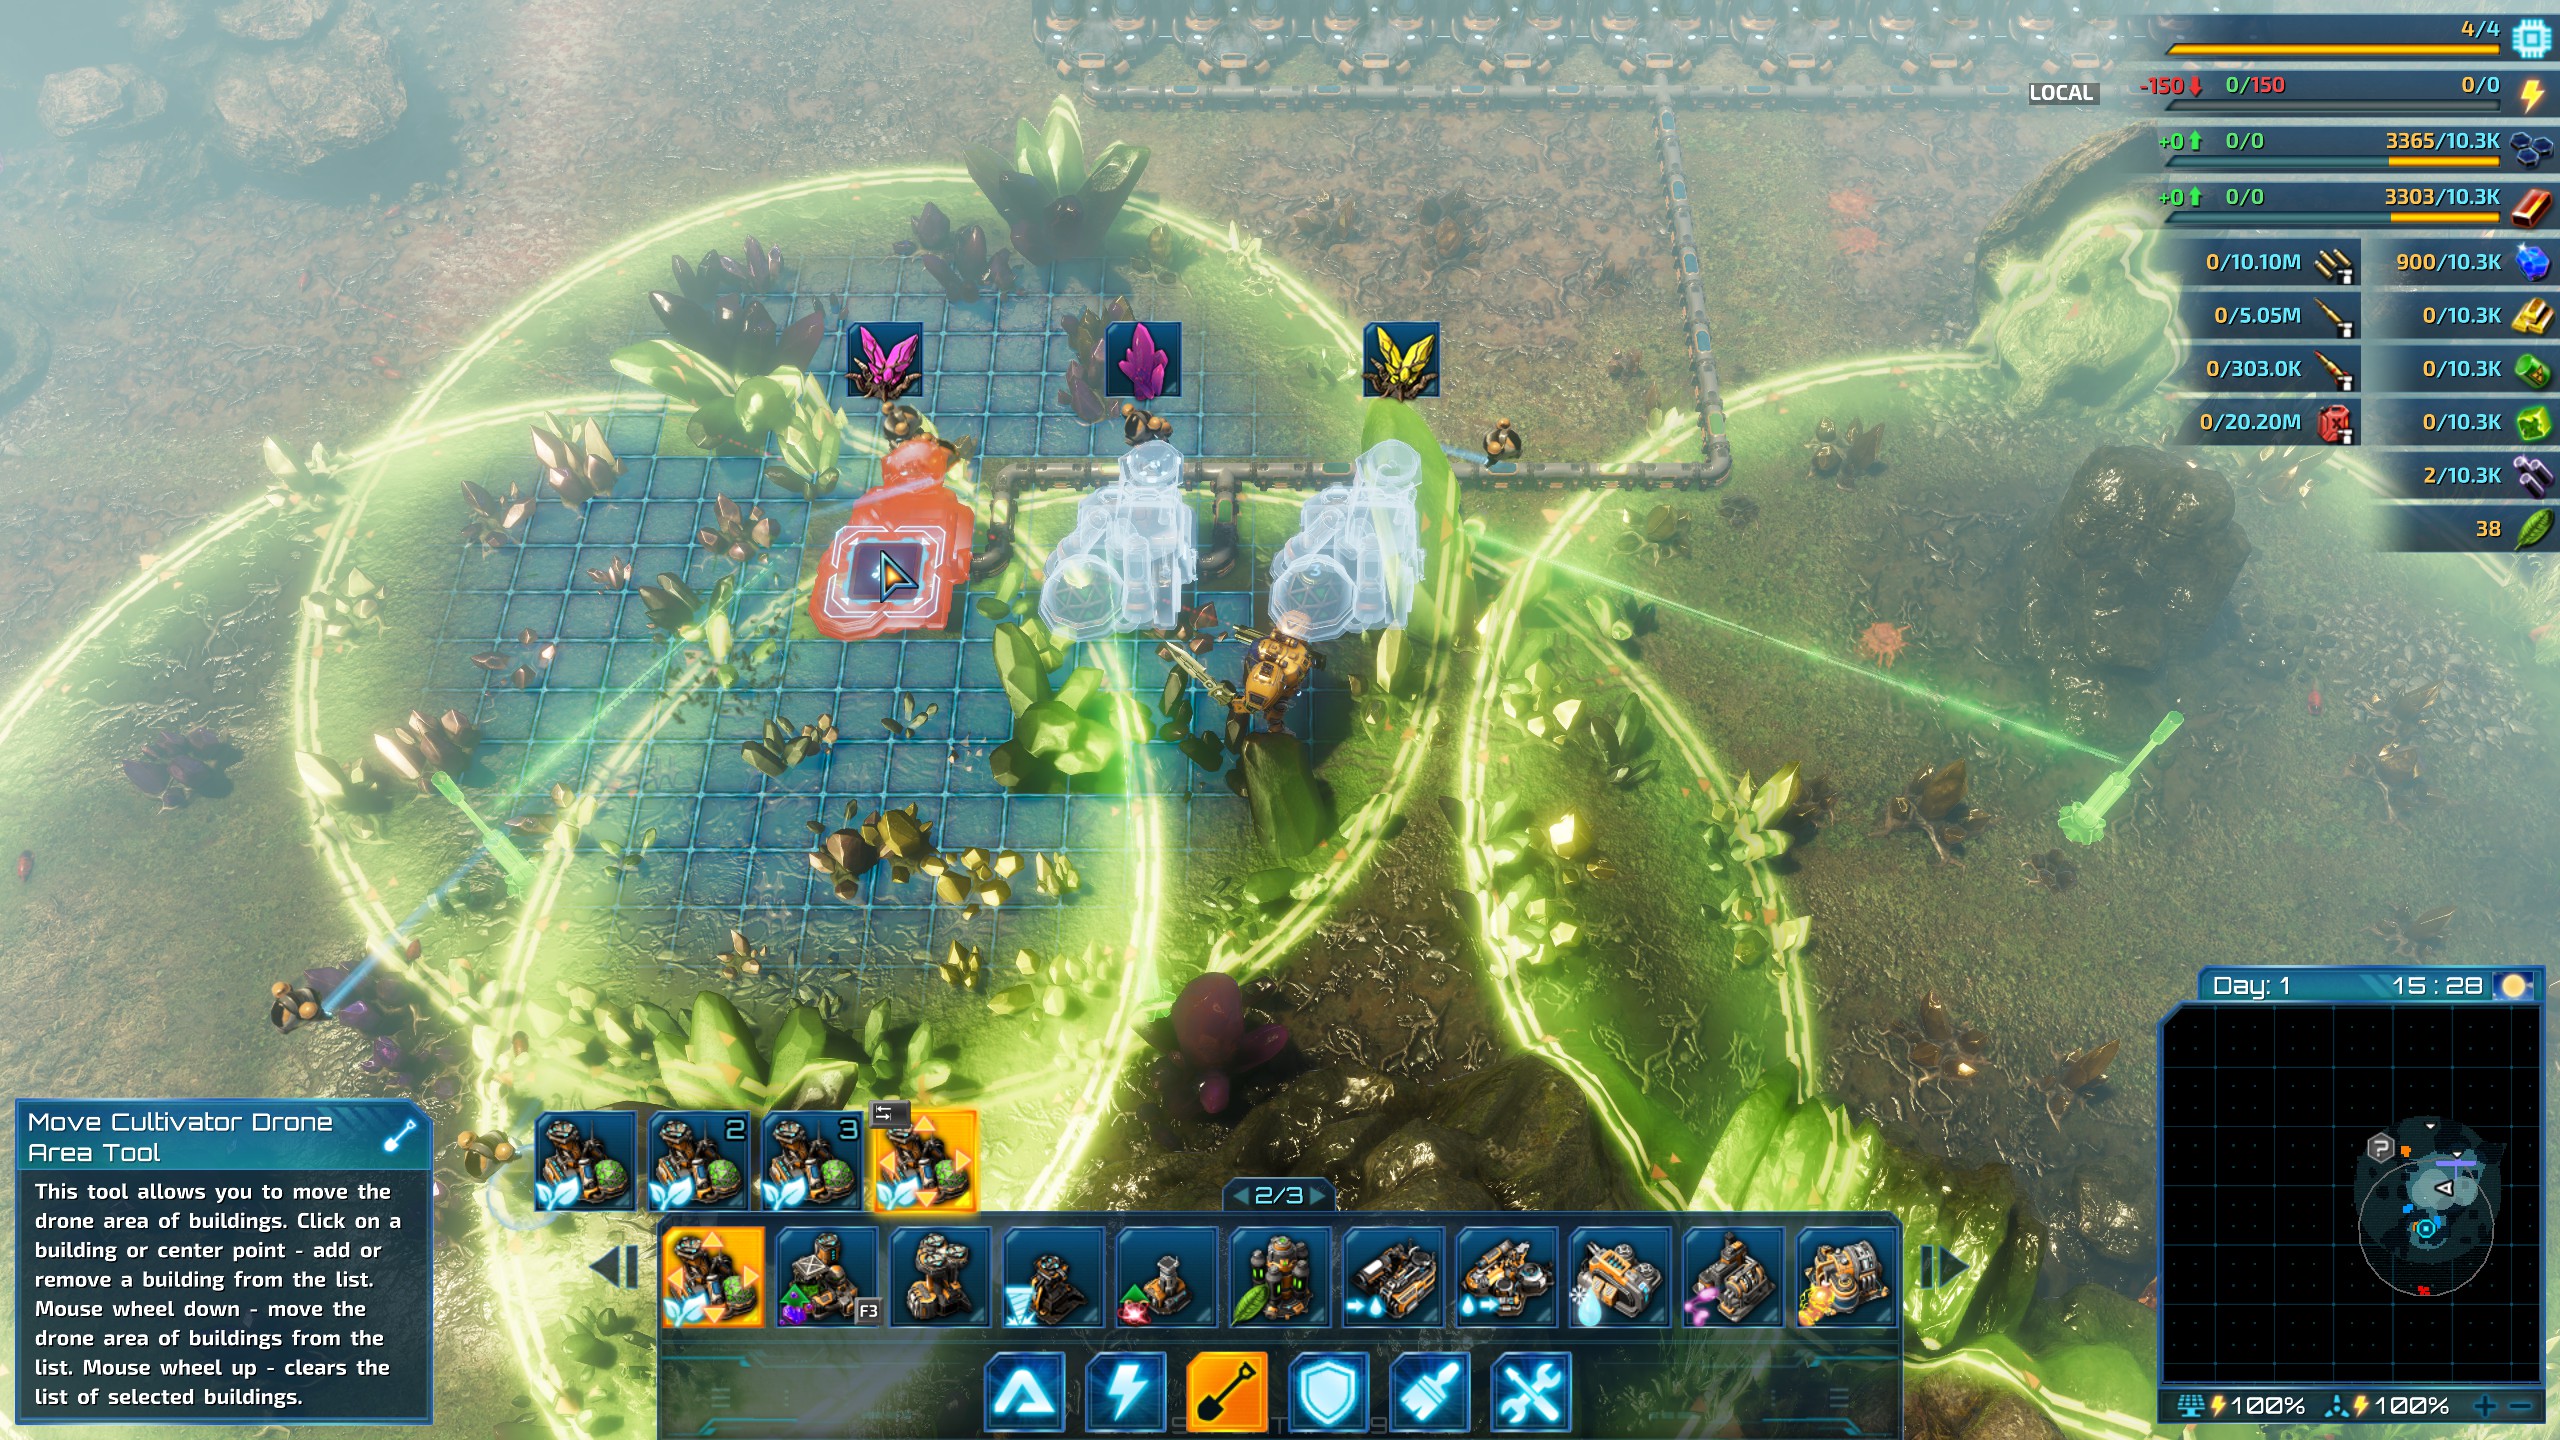 4/4
LOCAL
-150 0/150 0/0
+0 0/0 3365/10.3K
+0 0/0 3303/10.3K
0/10.10M 900/10.3K
0/5.05M 0/10.3K
0/303.0K 0/10.3K
0/20.20M 0/10.3K
2/10.3K
38
3
Day: 1 15:28
?
100% 100%
Move Cultivator Drone
Area Tool
This tool allows you to move the
drone area of buildings. Click on a
building or center point - add or
remove a building from the list.
Mouse wheel down - move the
drone area of buildings from the
list. Mouse wheel up - clears the
list of selected buildings.
2
3
2/3
F3